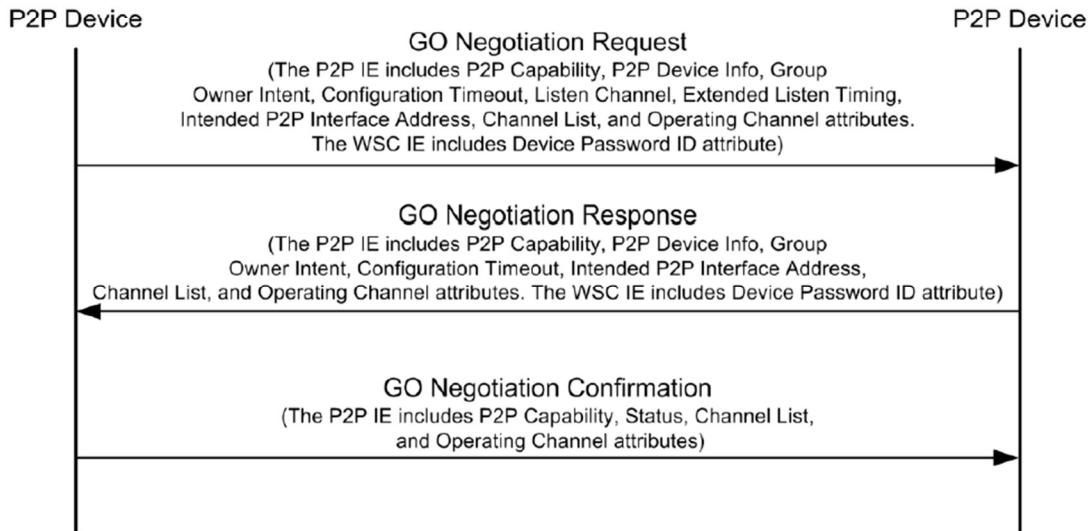 P2P Device
P2P Device
GO Negotiation Request
(The P2P IE includes P2P Capability, P2P Device Info, Group
Owner Intent, Configuration Timeout, Listen Channel, Extended Listen Timing,
Intended P2P Interface Address, Channel List, and Operating Channel attributes.
The WSC IE includes Device Password ID attribute)
GO Negotiation Response
(The P2P IE includes P2P Capability, P2P Device Info, Group
Owner Intent, Configuration Timeout, Intended P2P Interface Address,
Channel List, and Operating Channel attributes. The WSC IE includes Device Password ID attribute)
GO Negotiation Confirmation
(The P2P IE includes P2P Capability, Status, Channel List,
and Operating Channel attributes)